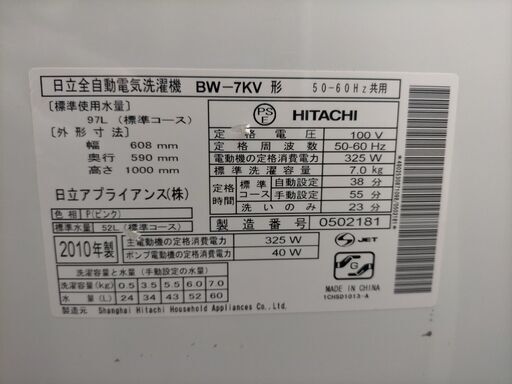 日立全自動電気洗濯機 BW-7KV 形 50-60Hz共用
[標準使用水量]
97L (標準コース)
[外形寸法]
幅 608 mm
奥行 590 mm
高さ 1000 mm
日立アプライアンス(株)
色相 P(ピンク)
標準水量 52L (標準コース)
PSE HITACHI
定格電圧 100 V
定格周波数 50-60 Hz
電動機の定格消費電力 325 W
標準洗濯容量 7.0 kg
定格時間 標準コース 自動設定 38 分
手動設定 55 分
洗いのみ 23 分
製造番号 0502181
2010年製
主電動機の定格消費電力 325 W
ポンプ電動機の定格消費電力 40 W
洗濯容量と水量 (手動設定の水量)
洗濯容量(kg) 0.5 3.5 5.5 6.0 7.0
水量(L) 24 34 43 52 60
製造元 Shanghai Hitachi Household Appliances Co., Ltd.
S JET
G
MADE IN CHINA
1CHSD1013-A